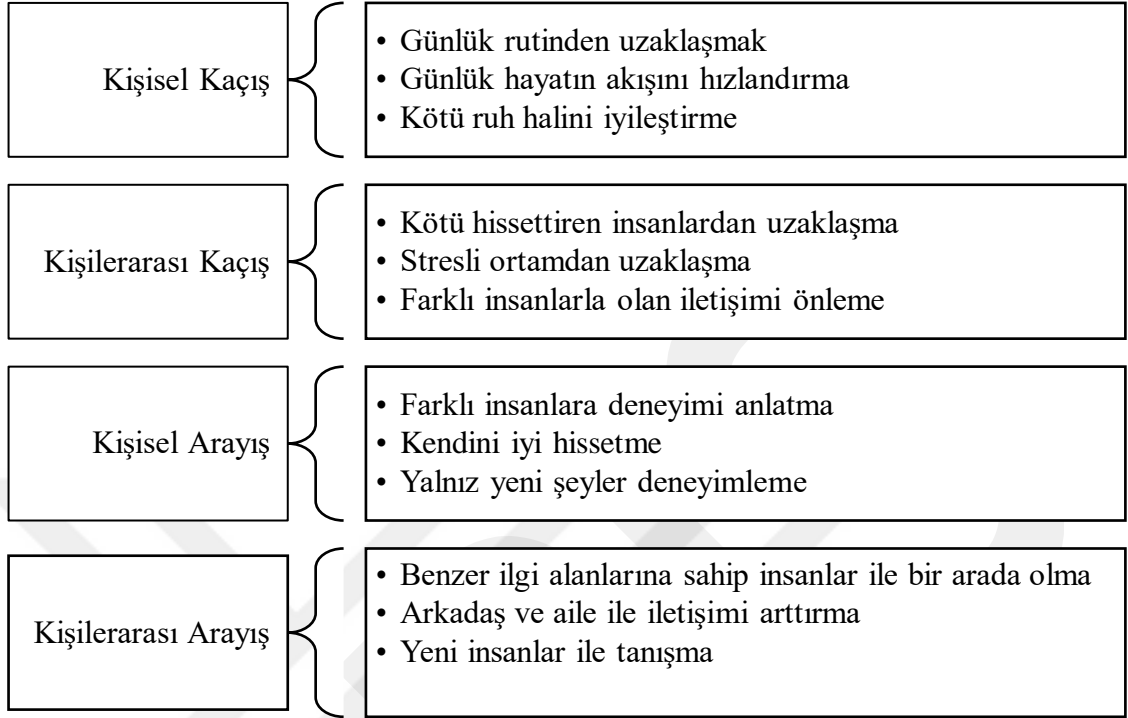 Kişisel Kaçış
• Günlük rutinden uzaklaşmak
• Günlük hayatın akışını hızlandırma
• Kötü ruh halini iyileştirme
Kişilerarası Kaçış
• Kötü hissettiren insanlardan uzaklaşma
• Stresli ortamdan uzaklaşma
• Farklı insanlarla olan iletişimi önleme
Kişisel Arayış
• Farklı insanlara deneyimi anlatma
• Kendini iyi hissetme
• Yalnız yeni şeyler deneyimleme
Kişilerarası Arayış
• Benzer ilgi alanlarına sahip insanlar ile bir arada olma
• Arkadaş ve aile ile iletişimi arttırma
• Yeni insanlar ile tanışma